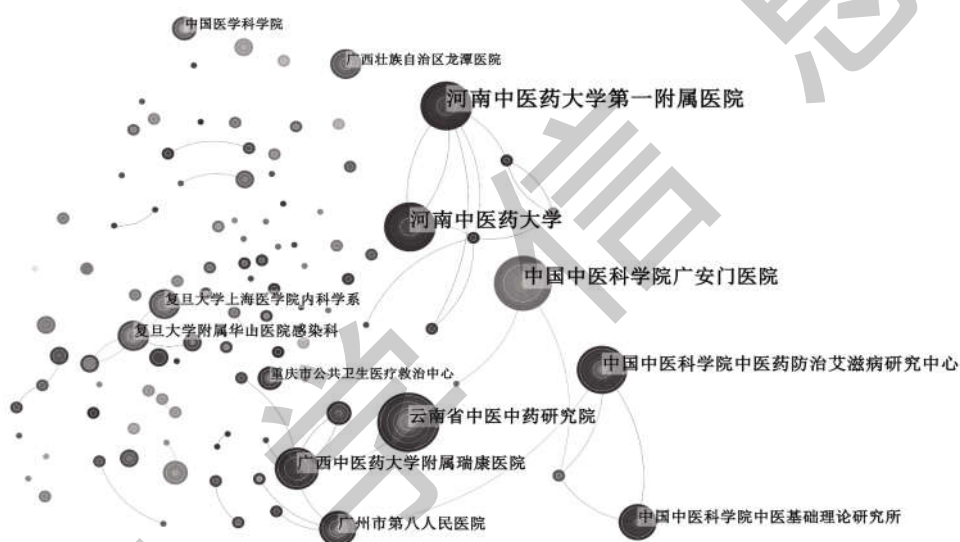 中国医学科学院
广西壮族自治区龙潭医院
河南中医药大学第一附属医院
河南中医药大学
中国中医科学院广安门医院
复旦大学上海医学院内科学系
复旦大学附属华山医院感染科
中国中医科学院中医药防治艾滋病研究中心
重庆市公共卫生医疗救治中心
云南省中医中药研究院
广西中医药大学附属瑞康医院
广州市第八人民医院
中国中医科学院中医基础理论研究所
学信息